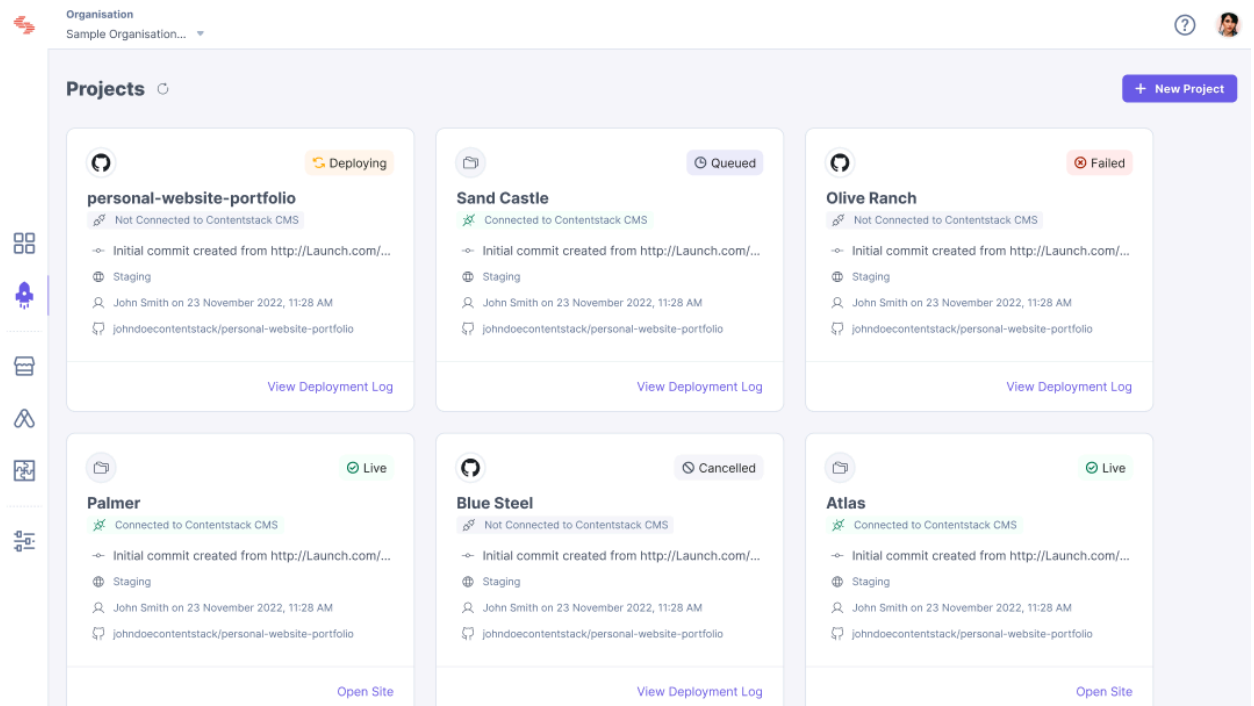 Organisation
Sample Organisation...
Projects
+ New Project
Deploying
personal-website-portfolio
Not Connected to Contentstack CMS
Initial commit created from http://Launch.com/...
Staging
John Smith on 23 November 2022, 11:28 AM
johndoecontentstack/personal-website-portfolio
View Deployment Log
Queued
Sand Castle
Connected to Contentstack CMS
Initial commit created from http://Launch.com/...
Staging
John Smith on 23 November 2022, 11:28 AM
johndoecontentstack/personal-website-portfolio
View Deployment Log
Failed
Olive Ranch
Not Connected to Contentstack CMS
Initial commit created from http://Launch.com/...
Staging
John Smith on 23 November 2022, 11:28 AM
johndoecontentstack/personal-website-portfolio
View Deployment Log
Live
Palmer
Connected to Contentstack CMS
Initial commit created from http://Launch.com/...
Staging
John Smith on 23 November 2022, 11:28 AM
johndoecontentstack/personal-website-portfolio
Open Site
Cancelled
Blue Steel
Not Connected to Contentstack CMS
Initial commit created from http://Launch.com/...
Staging
John Smith on 23 November 2022, 11:28 AM
johndoecontentstack/personal-website-portfolio
View Deployment Log
Live
Atlas
Connected to Contentstack CMS
Initial commit created from http://Launch.com/...
Staging
John Smith on 23 November 2022, 11:28 AM
johndoecontentstack/personal-website-portfolio
Open Site